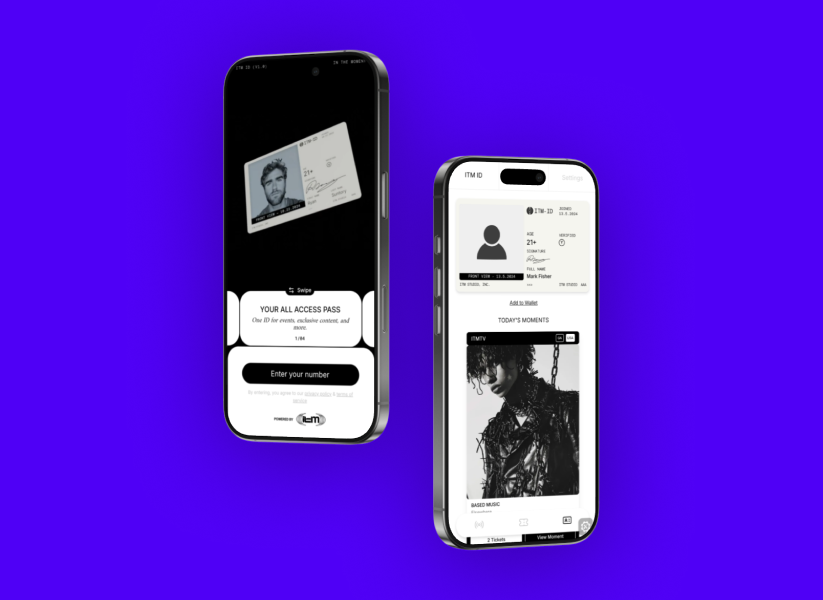 ITM ID (V1.0)
IN THE MOMENT
ITM-ID
21+
FRONT VIEW - 13.5.2024
Swipe
YOUR ALL ACCESS PASS
One ID for events, exclusive content, and
more.
1/04
Enter your number
By entering, you agree to our privacy policy & terms of
service
POWERED BY itm
ITM ID
Settings
ITM-ID
JOINED
13.5.2024
AGE
21+
VERIFIED
SIGNATURE
FULL NAME
Mark Fisher
FRONT VIEW - 13.5.2024
ITM STUDIO, INC.
ITM STUDIO AAA
Add to Wallet
TODAY'S MOMENTS
ITMTV
BASED MUSIC
2 Tickets
View Moment